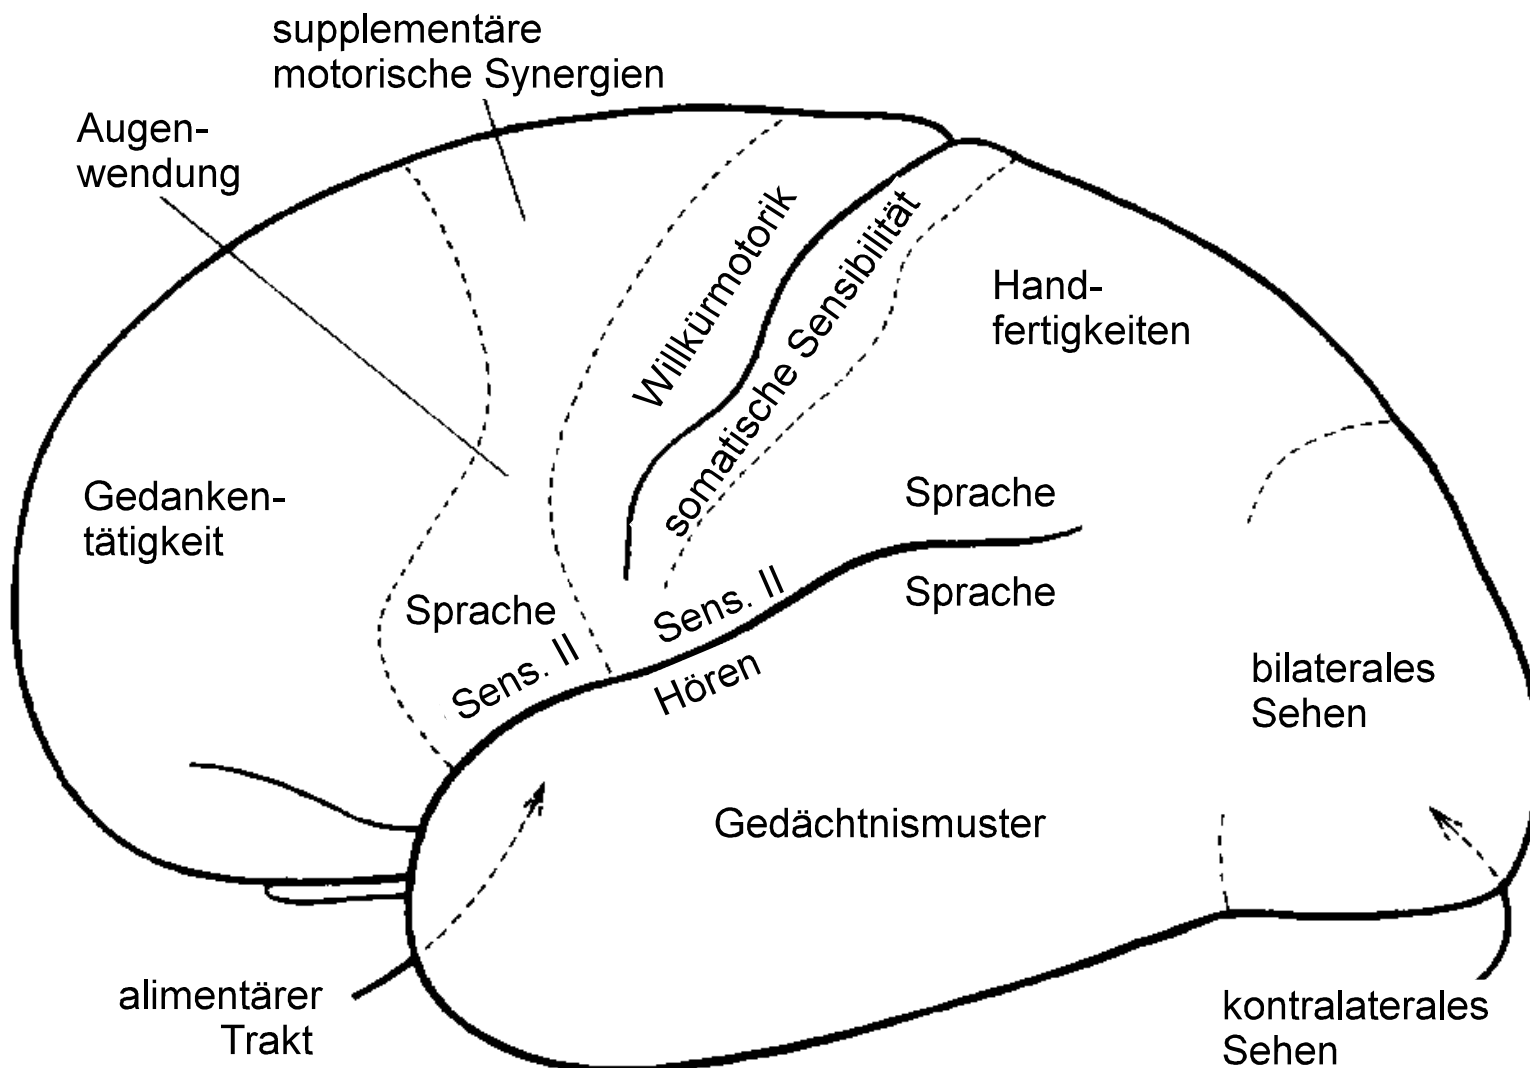 supplementäre
motorische Synergien
Augen-
wendung
Willkürmotorik
somatische Sensibilität
Hand-
fertigkeiten
Gedanken-
tätigkeit
Sprache
Sprache
Sprache
Sens. II
Sens. II
Hören
bilaterales
Sehen
Gedächtnismuster
alimentärer
Trakt
kontralaterales
Sehen